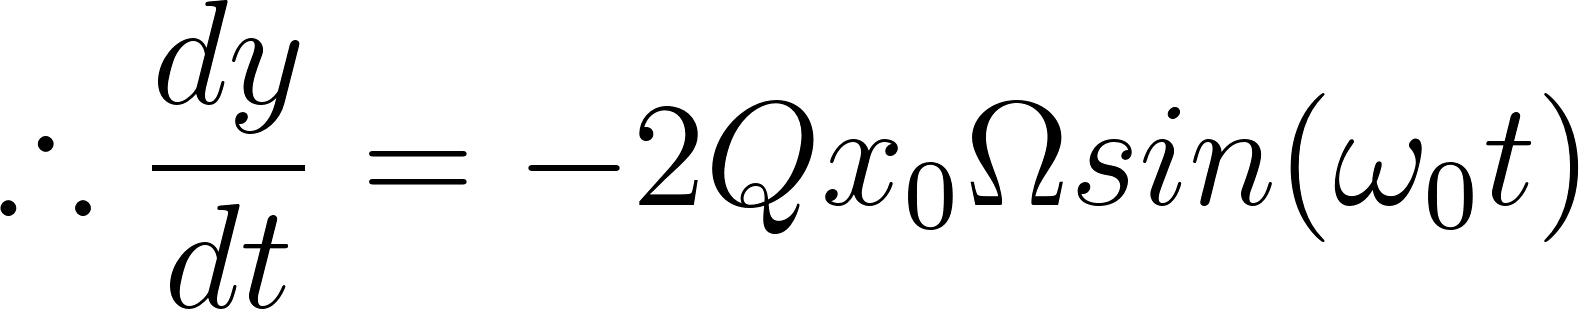 ∴ dy/dt = −2Qx₀Ωsin(ω₀t)